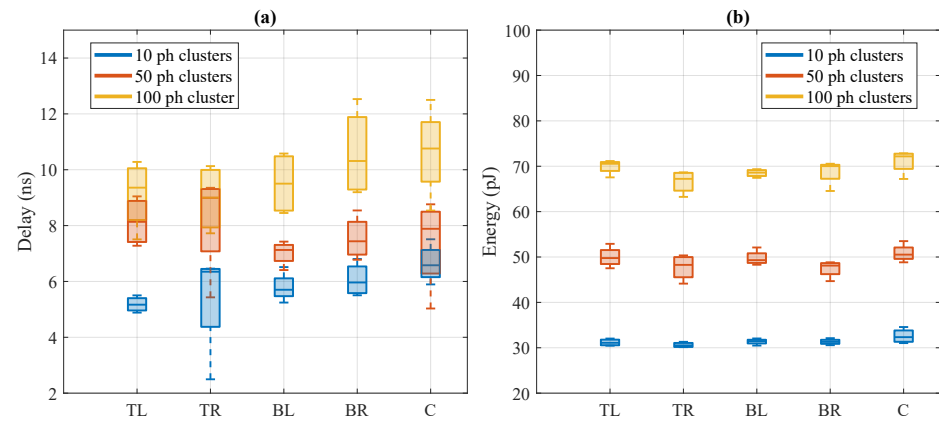 (a)
14
12
10
8
6
4
2
Delay (ns)
10 ph clusters
50 ph clusters
100 ph cluster
TL TR BL BR C
(b)
100
90
80
70
60
50
40
30
20
Energy (pJ)
10 ph clusters
50 ph clusters
100 ph clusters
TL TR BL BR C